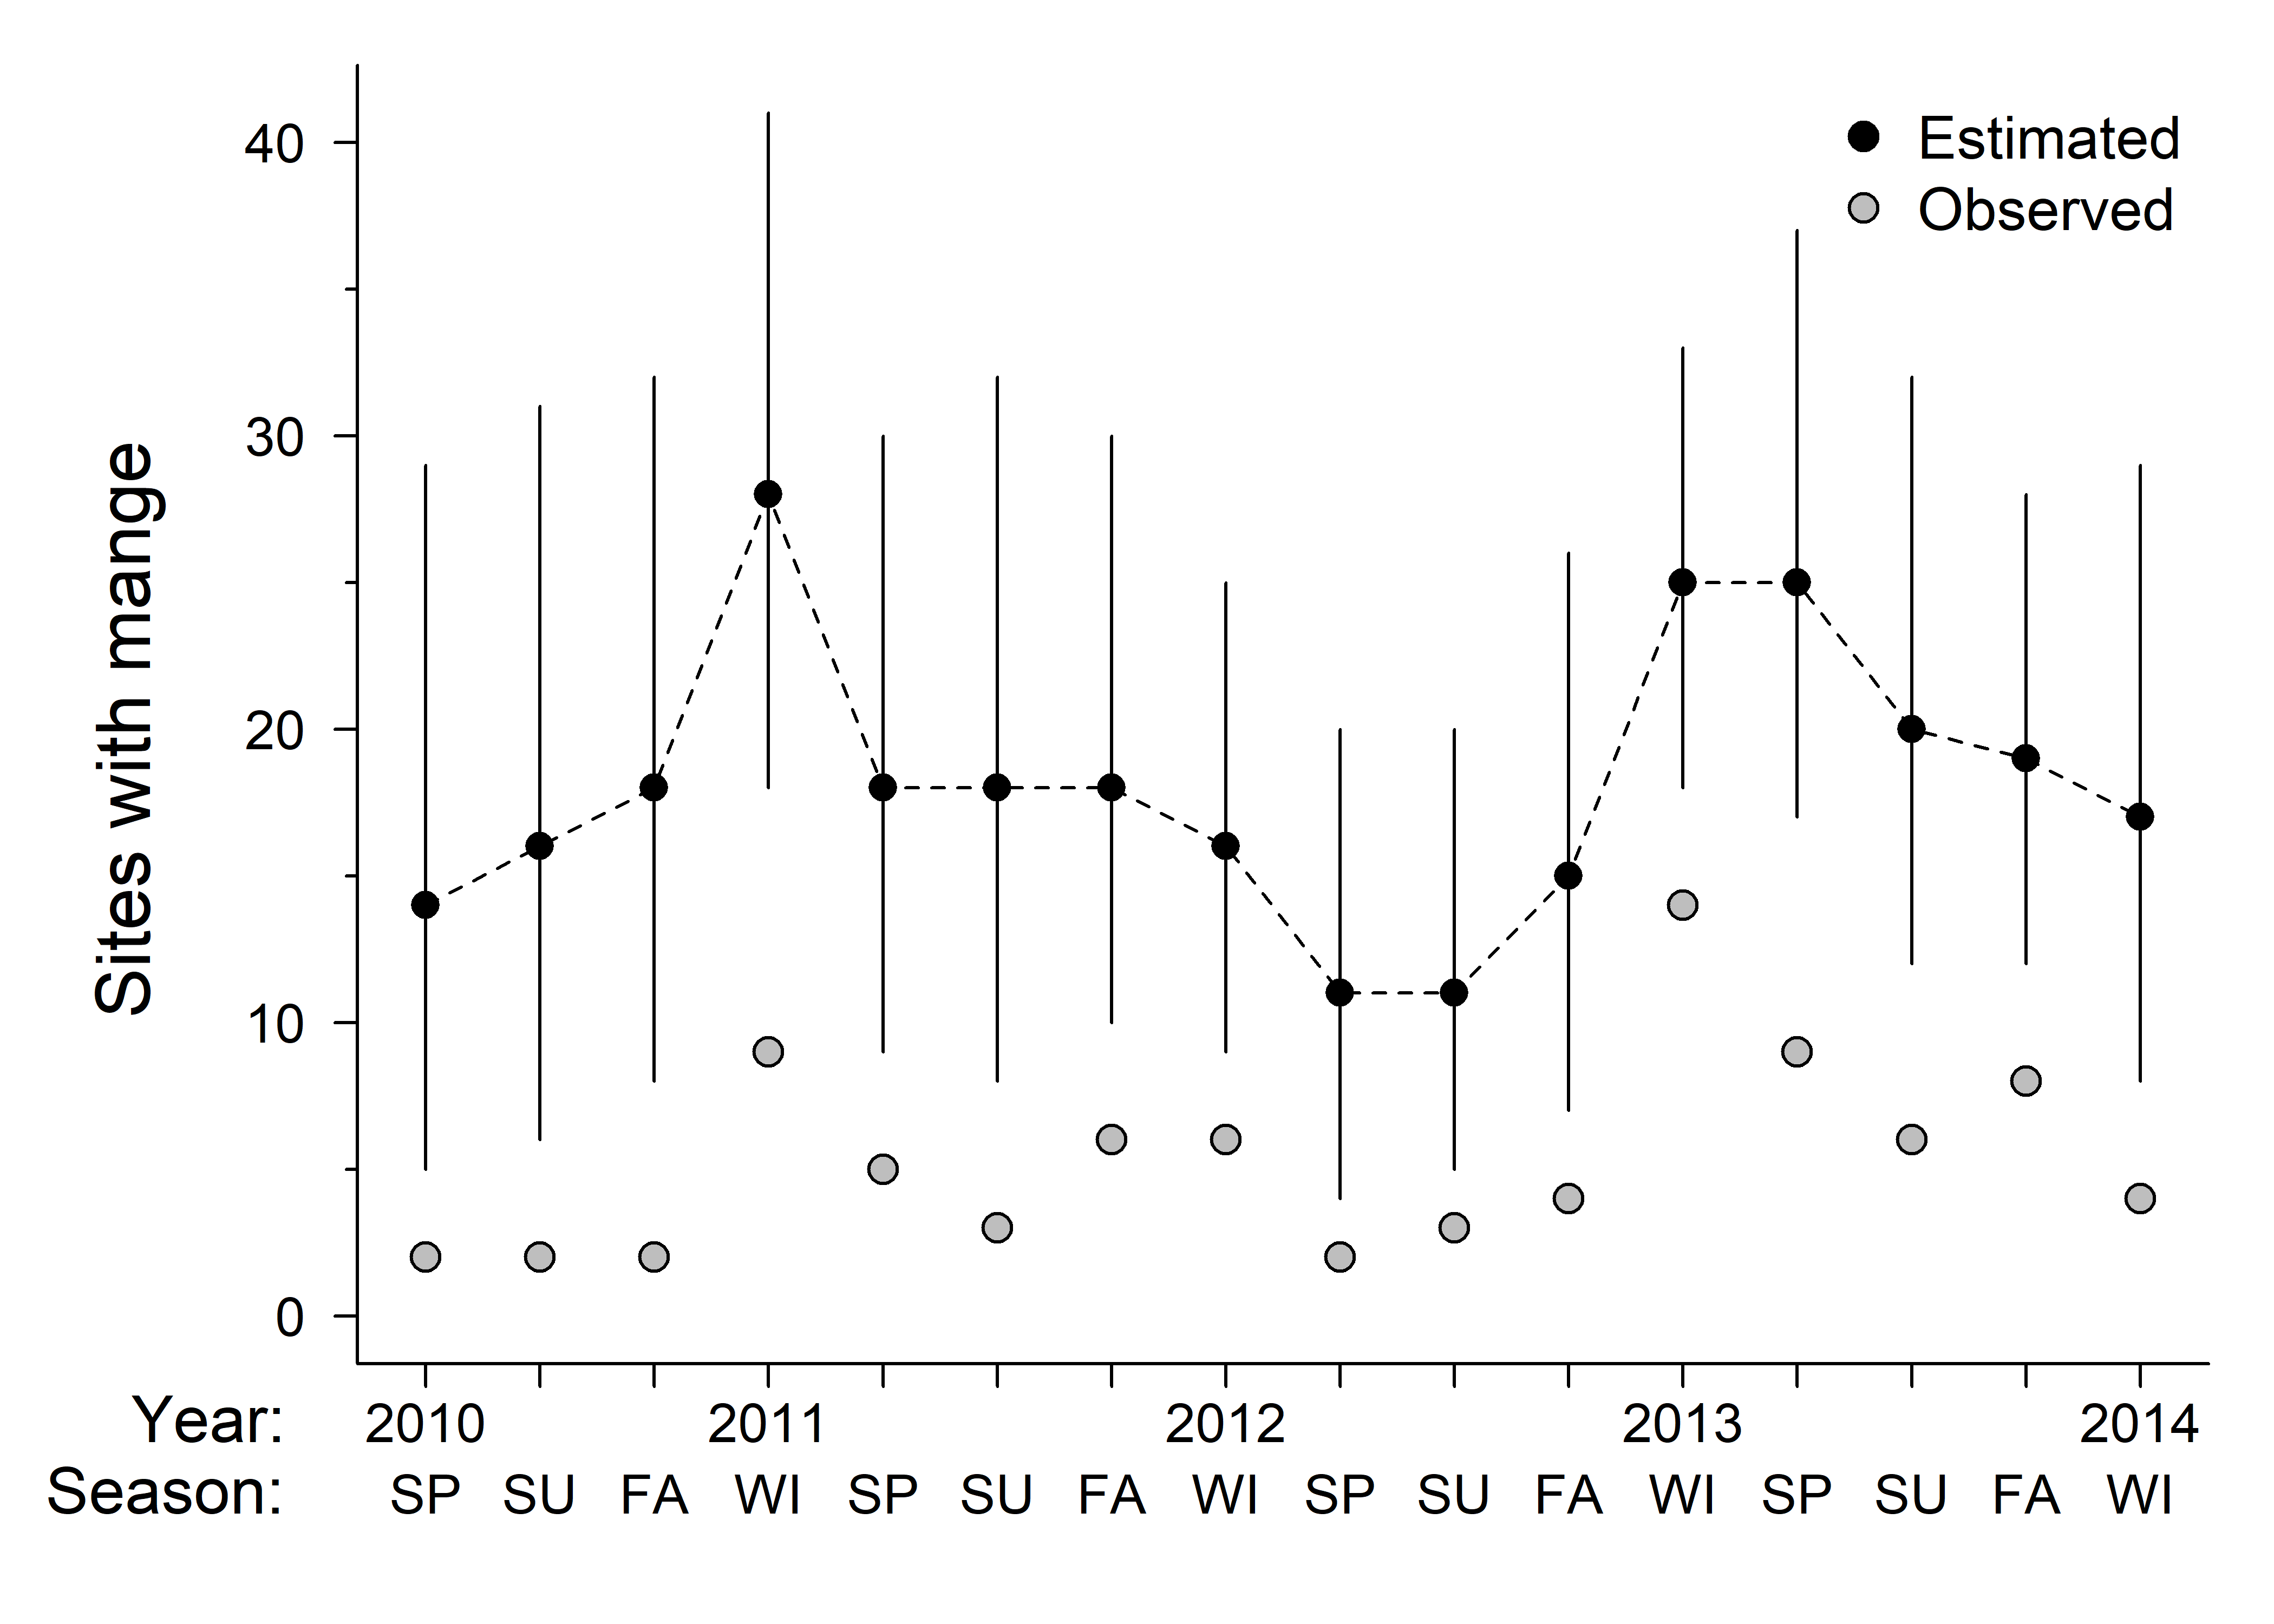 Estimated
Observed
Sites with mange
40
30
20
10
0
Year: 2010 2011 2012 2013 2014
Season: SP SU FA WI SP SU FA WI SP SU FA WI SP SU FA WI